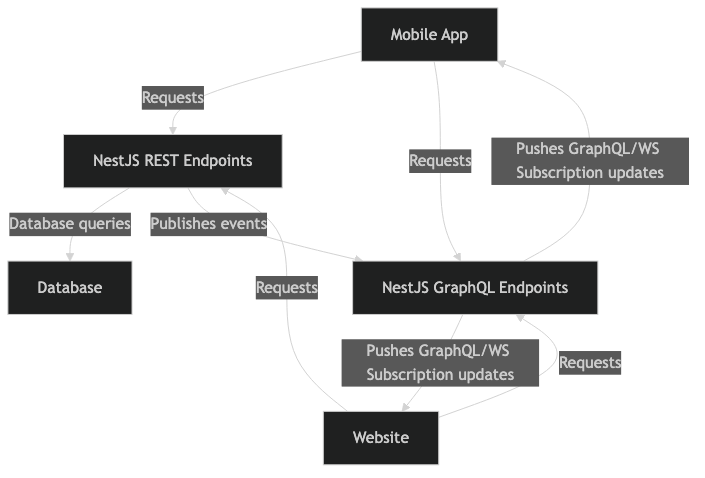 Mobile App
Requests
NestJS REST Endpoints
Requests
Pushes GraphQL/WS
Subscription updates
Database queries
Publishes events
Database
Requests
NestJS GraphQL Endpoints
Pushes GraphQL/WS
Subscription updates
Requests
Website